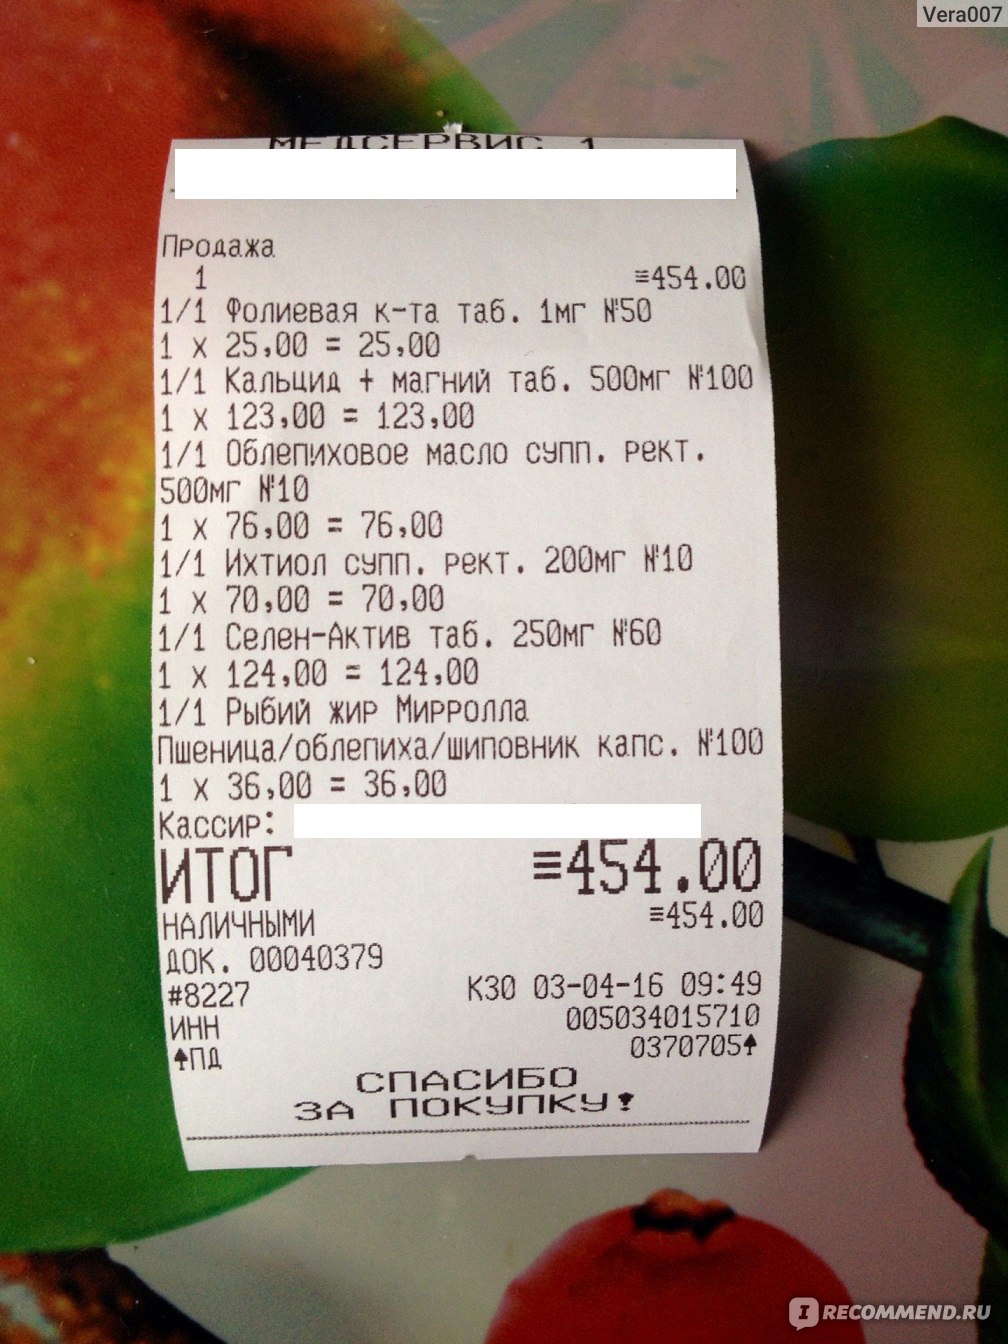 Vera007
МЕДСЕРВИС 1
Продажа
1 ≡454.00
1/1 Фолиевая к-та таб. 1мг №50
1 x 25,00 = 25,00
1/1 Кальцид + магний таб. 500мг №100
1 x 123,00 = 123,00
1/1 Облепиховое масло супп. рект.
500мг №10
1 x 76,00 = 76,00
1/1 Ихтиол супп. рект. 200мг №10
1 x 70,00 = 70,00
1/1 Селен-Актив таб. 250мг №60
1 x 124,00 = 124,00
1/1 Рыбий жир Мирролла
Пшеница/облепиха/шиповник капс. №100
1 x 36,00 = 36,00
Кассир:
ИТОГ ≡454.00
НАЛИЧНЫМИ ≡454.00
ДОК. 00040379
#8227 К30 03-04-16 09:49
ИНН 005034015710
↑ПД 0370705↑
СПАСИБО
ЗА ПОКУПКУ!
IRECOMMEND.RU